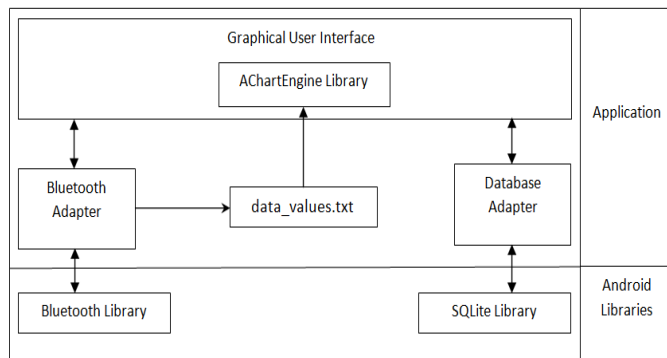 Graphical User Interface
AChartEngine Library
Application
Bluetooth
Adapter
data_values.txt
Database
Adapter
Bluetooth Library
SQLite Library
Android
Libraries